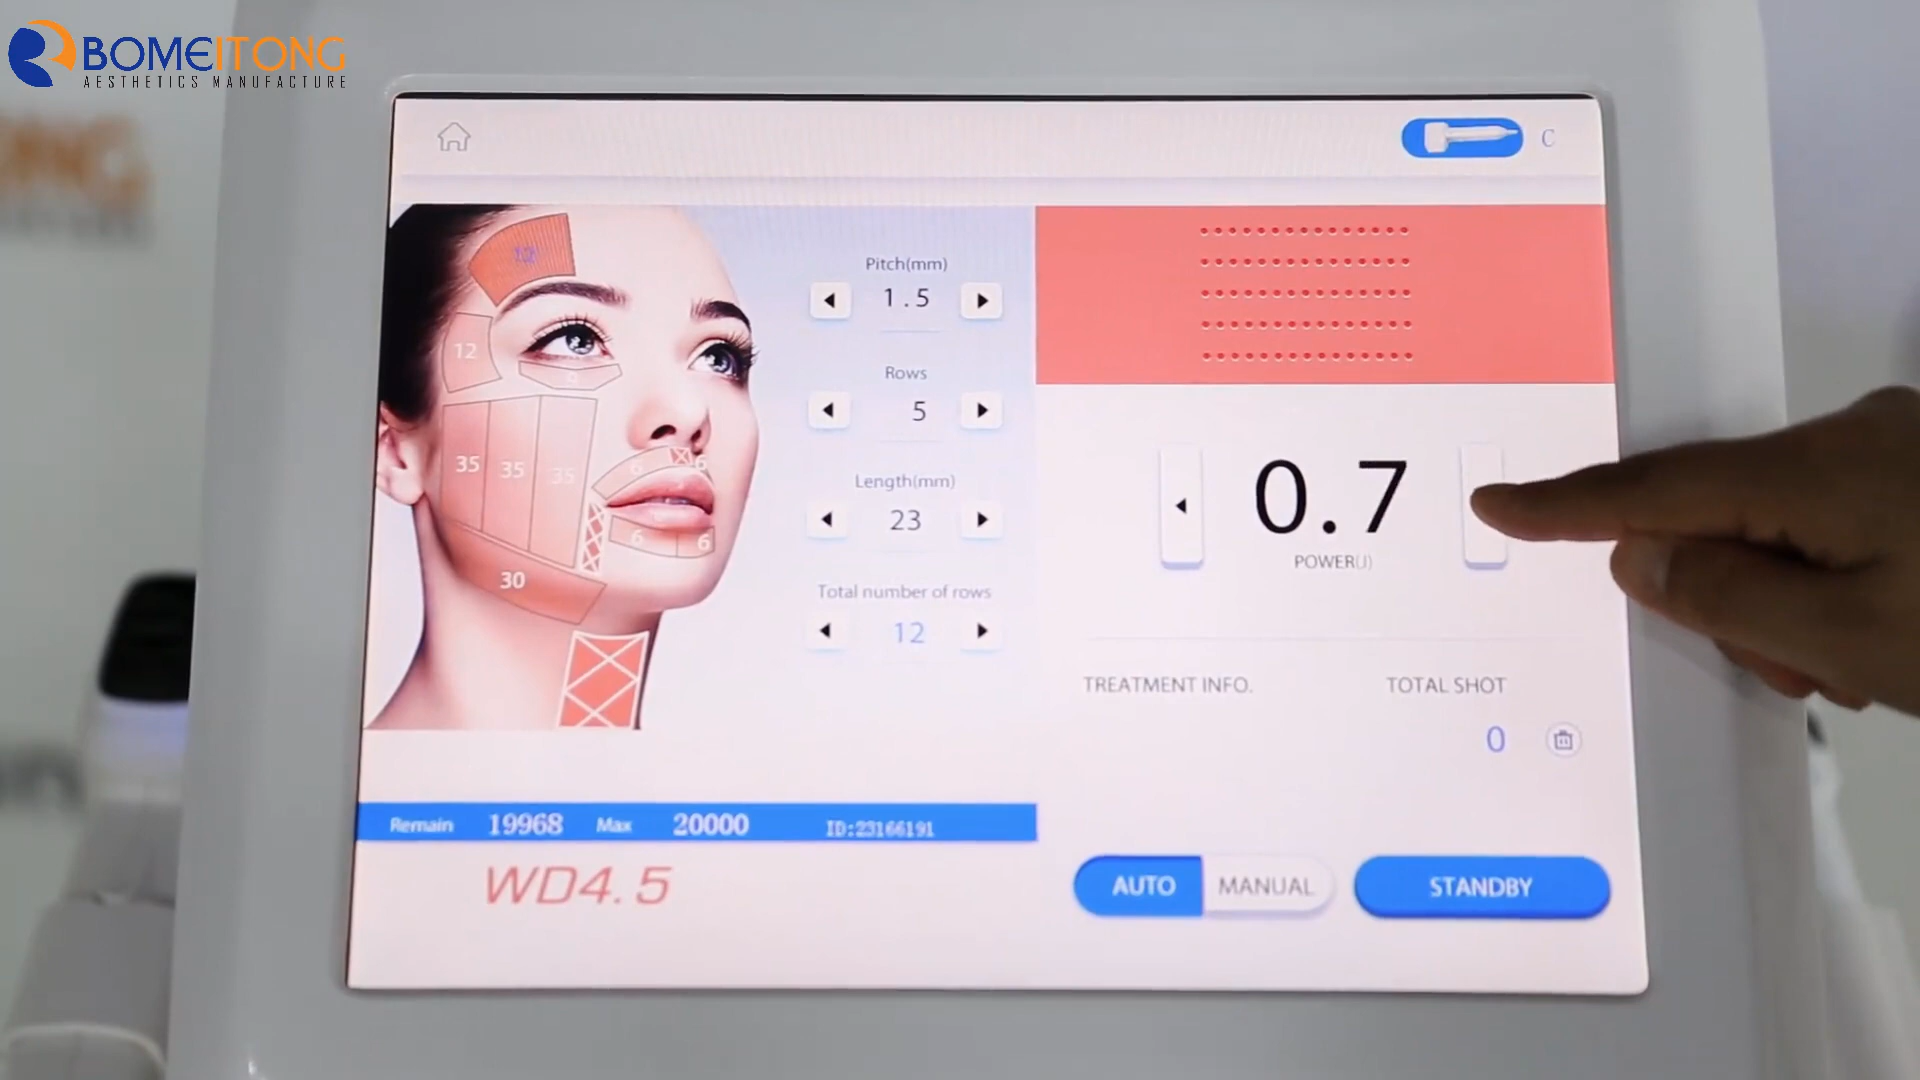 BOMEITONG
AESTHETICS MANUFACTURE
C
Pitch(mm)
1.5
Rows
5
Length(mm)
23
Total number of rows
12
12
12
35 35 35
6 6
6 6
30
0.7
POWER(J)
TREATMENT INFO.
TOTAL SHOT
0
Remain 19968 Max 20000 ID:23166191
WD4.5
AUTO MANUAL STANDBY